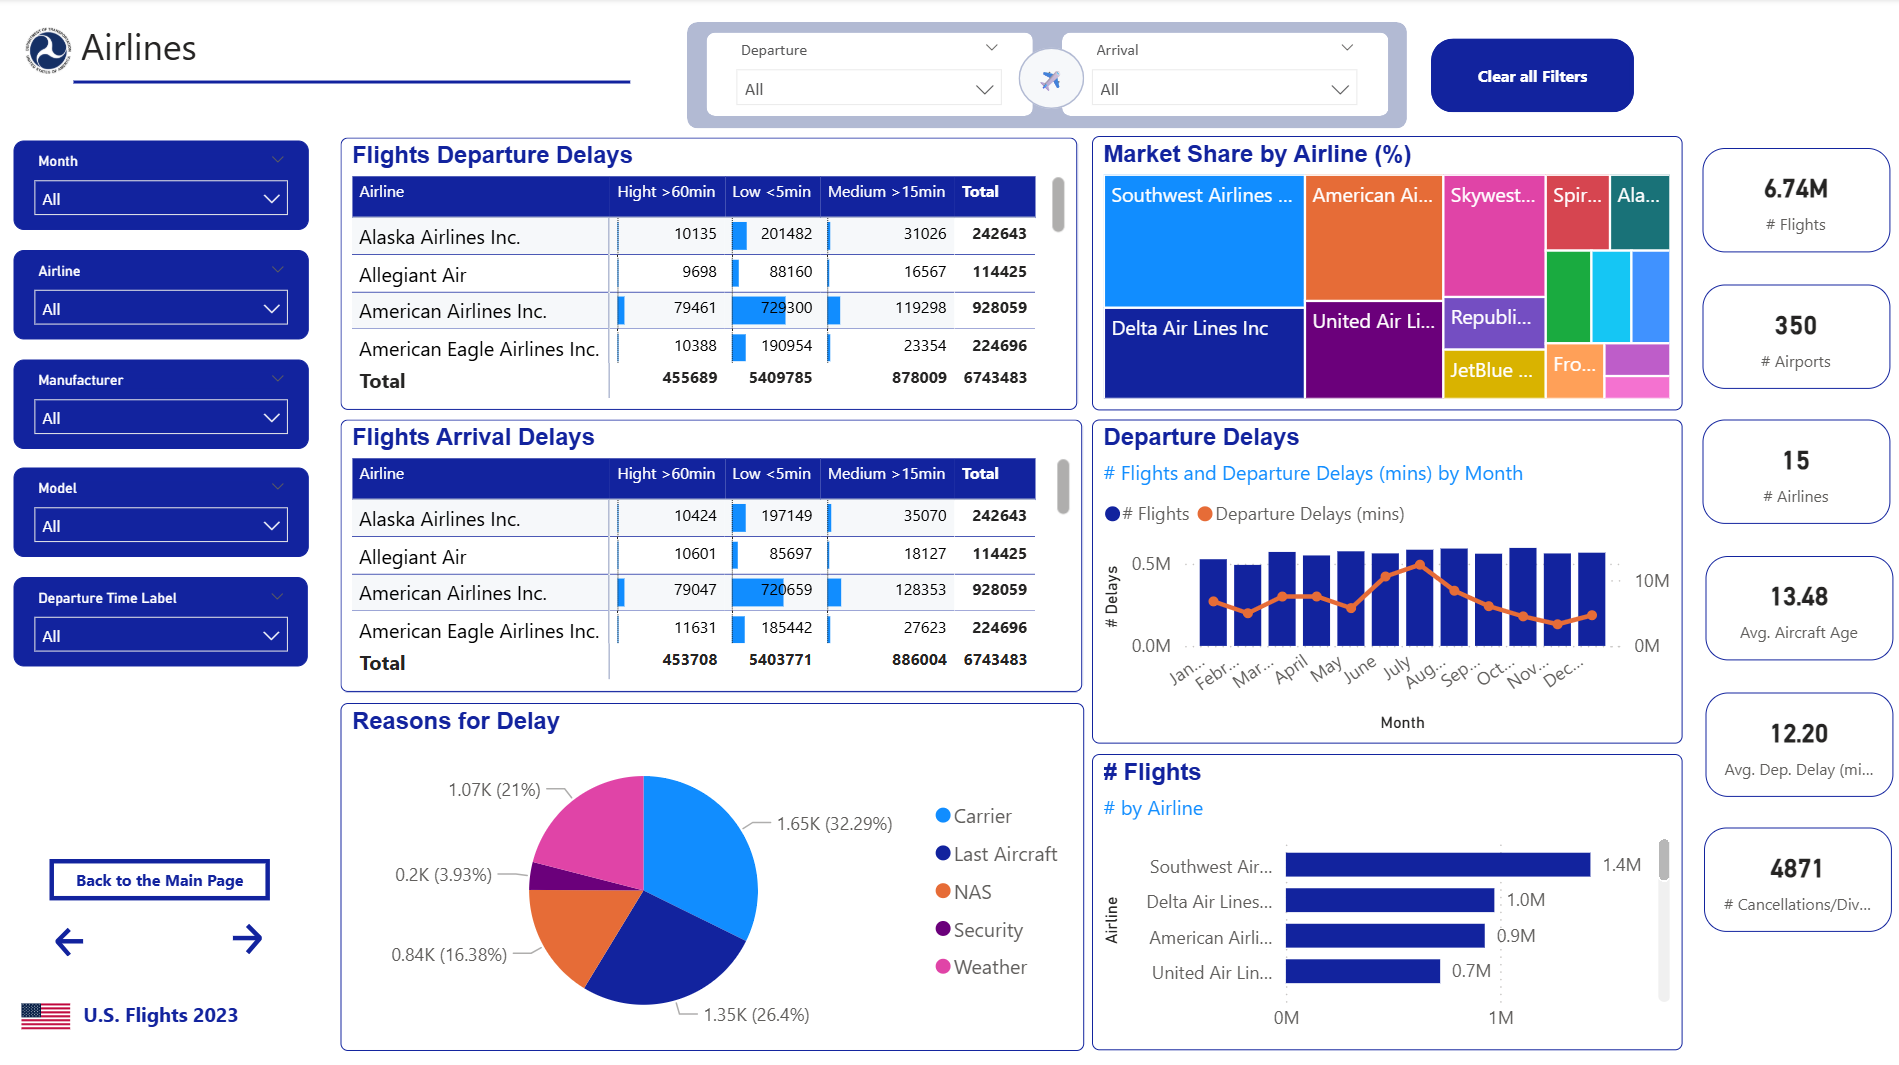 Airlines
Departure
All
Arrival
All
Clear all Filters
Month
All
Airline
All
Manufacturer
All
Model
All
Departure Time Label
All
Back to the Main Page
U.S. Flights 2023
Flights Departure Delays
Airline Hight >60min Low <5min Medium >15min Total
Alaska Airlines Inc. 10135 201482 31026 242643
Allegiant Air 9698 88160 16567 114425
American Airlines Inc. 79461 729300 119298 928059
American Eagle Airlines Inc. 10388 190954 23354 224696
Total 455689 5409785 878009 6743483
Flights Arrival Delays
Airline Hight >60min Low <5min Medium >15min Total
Alaska Airlines Inc. 10424 197149 35070 242643
Allegiant Air 10601 85697 18127 114425
American Airlines Inc. 79047 720659 128353 928059
American Eagle Airlines Inc. 11631 185442 27623 224696
Total 453708 5403771 886004 6743483
Reasons for Delay
1.07K (21%)
1.65K (32.29%)
0.2K (3.93%)
0.84K (16.38%)
1.35K (26.4%)
Carrier
Last Aircraft
NAS
Security
Weather
Market Share by Airline (%)
Southwest Airlines ...
American Ai...
Skywest...
Spir...
Ala...
Delta Air Lines Inc
United Air Li...
Republi...
JetBlue ...
Fro...
Departure Delays
# Flights and Departure Delays (mins) by Month
# Flights Departure Delays (mins)
0.5M
10M
# Delays
0.0M
0M
Jan... Febr... Mar... April May June July Aug... Sep... Oct... Nov... Dec...
Month
# Flights
# by Airline
Airline
Southwest Air... 1.4M
Delta Air Lines... 1.0M
American Airli... 0.9M
United Air Lin... 0.7M
0M 1M
6.74M
# Flights
350
# Airports
15
# Airlines
13.48
Avg. Aircraft Age
12.20
Avg. Dep. Delay (mi...
4871
# Cancellations/Div...